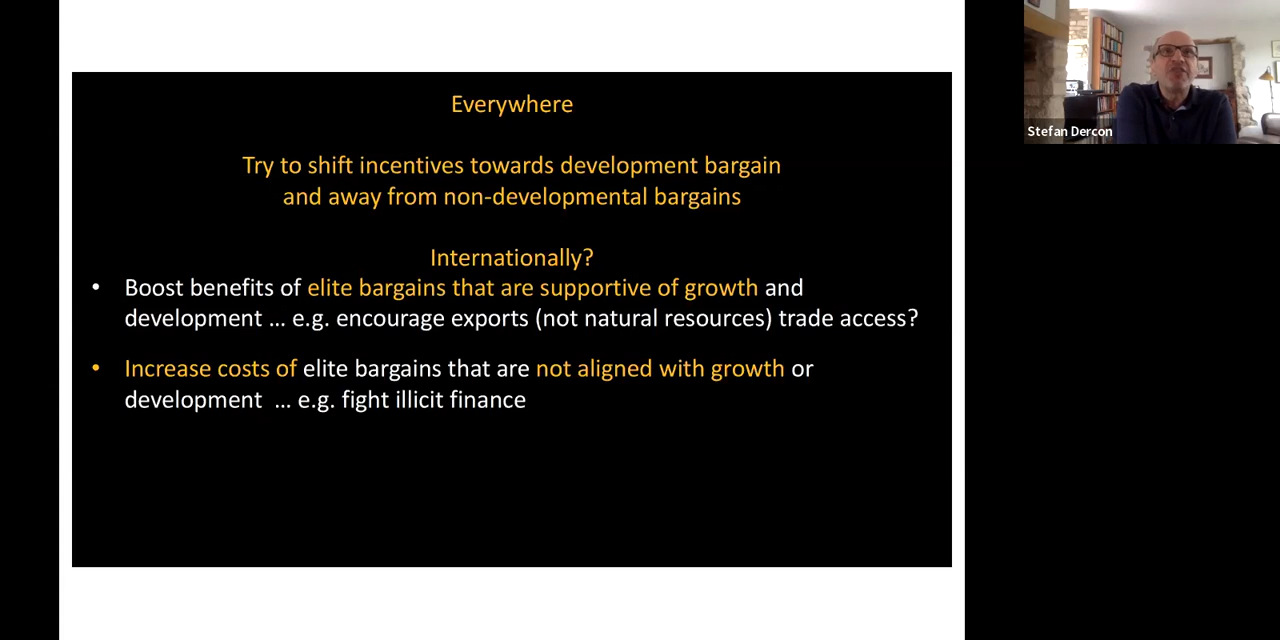 Everywhere
Try to shift incentives towards development bargain
and away from non-developmental bargains
Internationally?
• Boost benefits of elite bargains that are supportive of growth and
development … e.g. encourage exports (not natural resources) trade access?
• Increase costs of elite bargains that are not aligned with growth or
development … e.g. fight illicit finance
Stefan Dercon